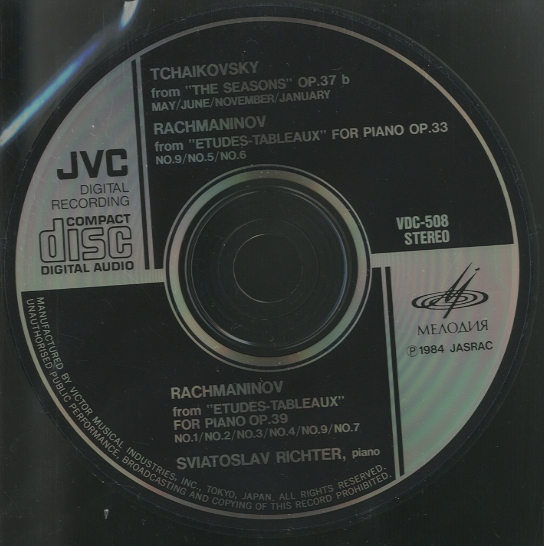 TCHAIKOVSKY
from "THE SEASONS" OP.37 b
MAY/JUNE/NOVEMBER/JANUARY
RACHMANINOV
from "ETUDES-TABLEAUX" FOR PIANO OP.33
NO.9/NO.5/NO.6
JVC
DIGITAL
RECORDING
COMPACT
disc
DIGITAL AUDIO
VDC-508
STEREO
МЕЛОДИЯ
Ⓟ1984 JASRAC
RACHMANINOV
from "ETUDES-TABLEAUX"
FOR PIANO OP.39
NO.1/NO.2/NO.3/NO.4/NO.9/NO.7
SVIATOSLAV RICHTER, piano
MANUFACTURED BY VICTOR MUSICAL INDUSTRIES, INC., TOKYO, JAPAN. ALL RIGHTS RESERVED.
UNAUTHORISED PUBLIC PERFORMANCE, BROADCASTING AND COPYING OF THIS RECORD PROHIBITED.